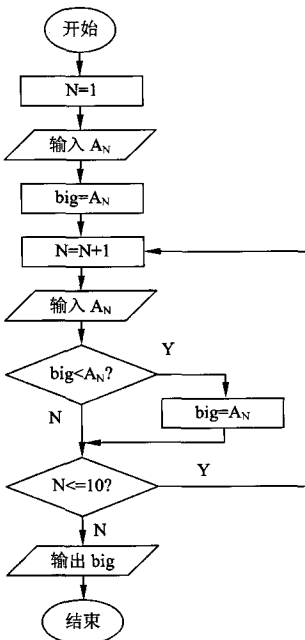 开始
N=1
输入 A_N
big=A_N
N=N+1
输入 A_N
big<A_N?
Y
big=A_N
N
N<=10?
Y
N
输出 big
结束